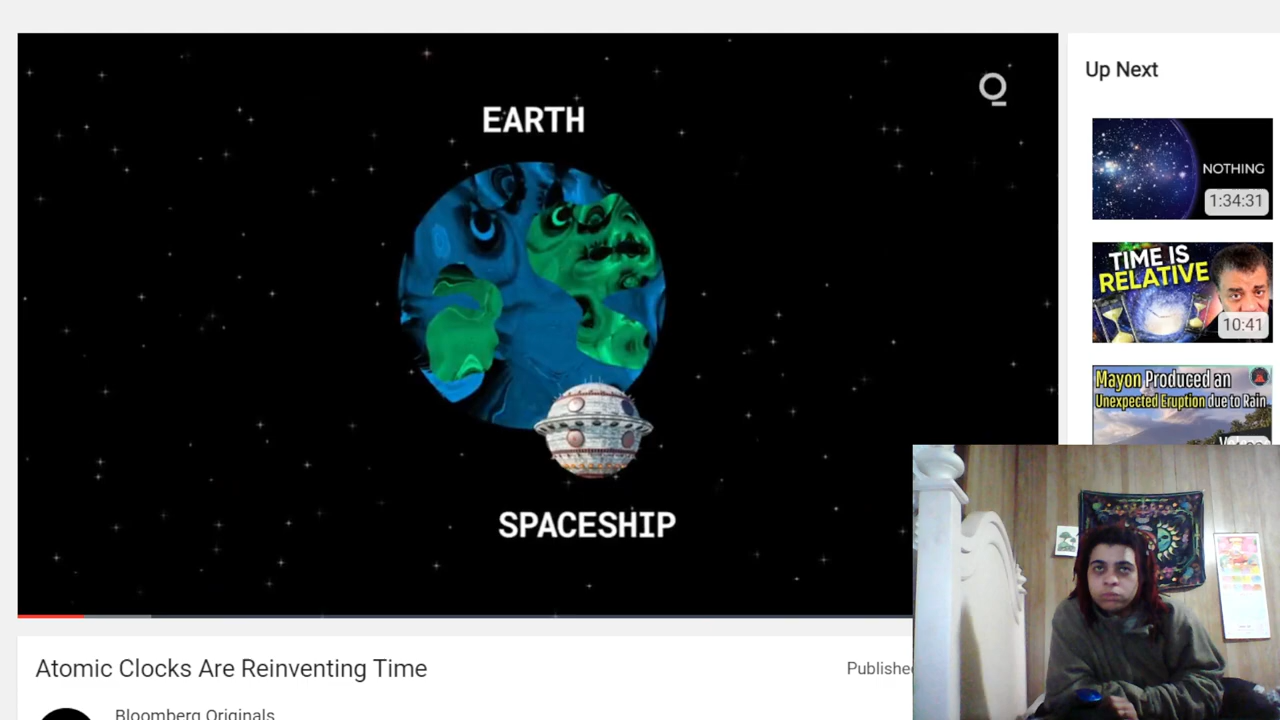 EARTH
SPACESHIP
Up Next
NOTHING
1:34:31
TIME IS
RELATIVE
10:41
Mayon Produced an
Unexpected Eruption due to Rain
Atomic Clocks Are Reinventing Time
Bloomberg Originals